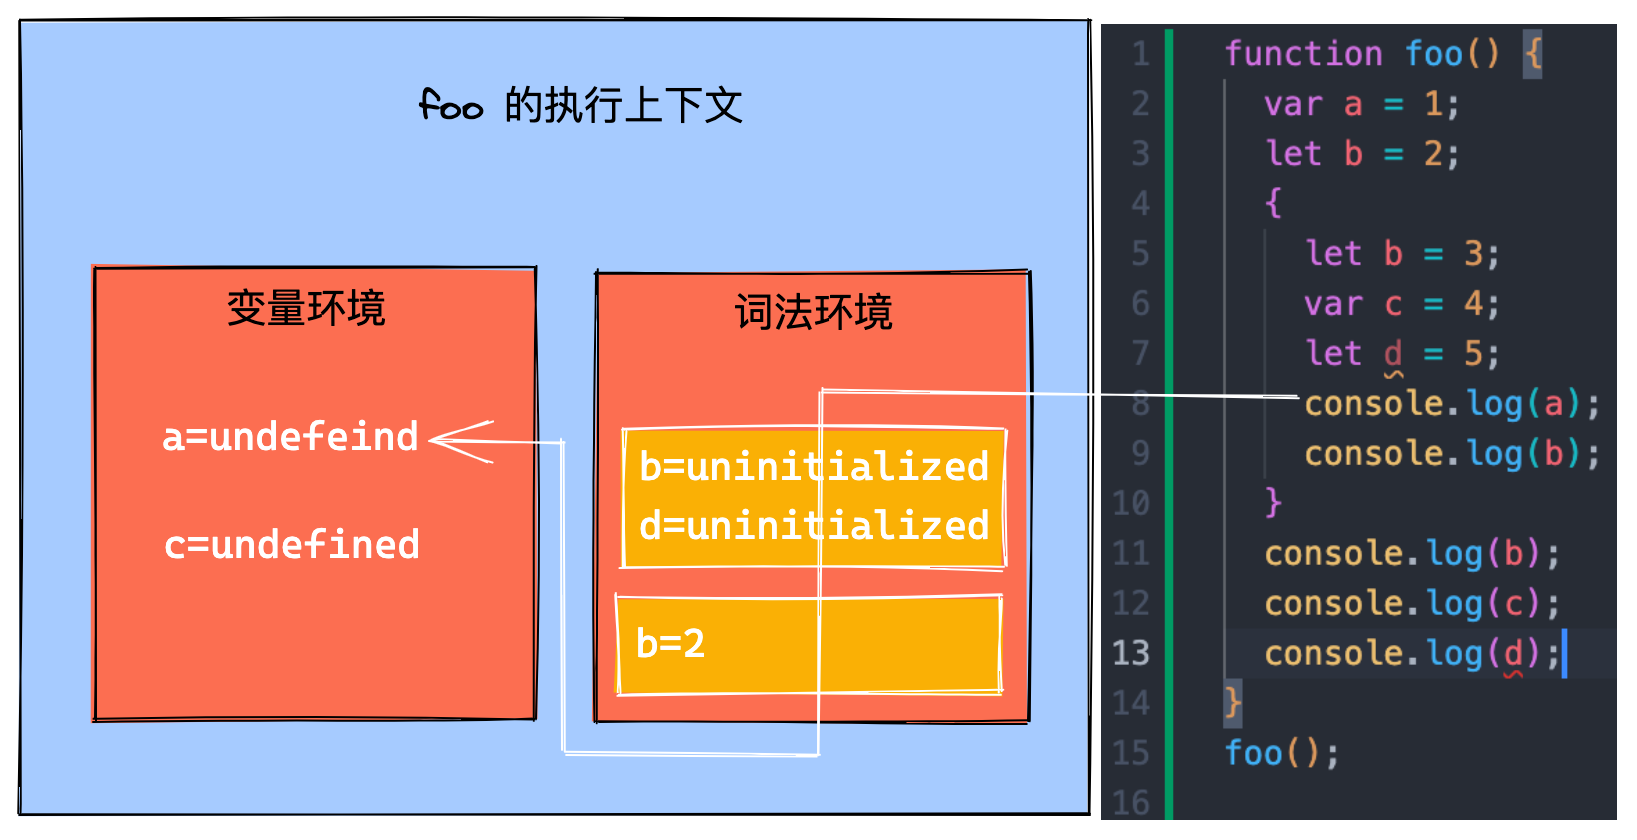 foo 的执行上下文
变量环境
a=undefeind
c=undefined
词法环境
b=uninitialized
d=uninitialized
b=2
1 function foo() {
2 var a = 1;
3 let b = 2;
4 {
5 let b = 3;
6 var c = 4;
7 let d = 5;
8 console.log(a);
9 console.log(b);
10 }
11 console.log(b);
12 console.log(c);
13 console.log(d);
14 }
15 foo();
16